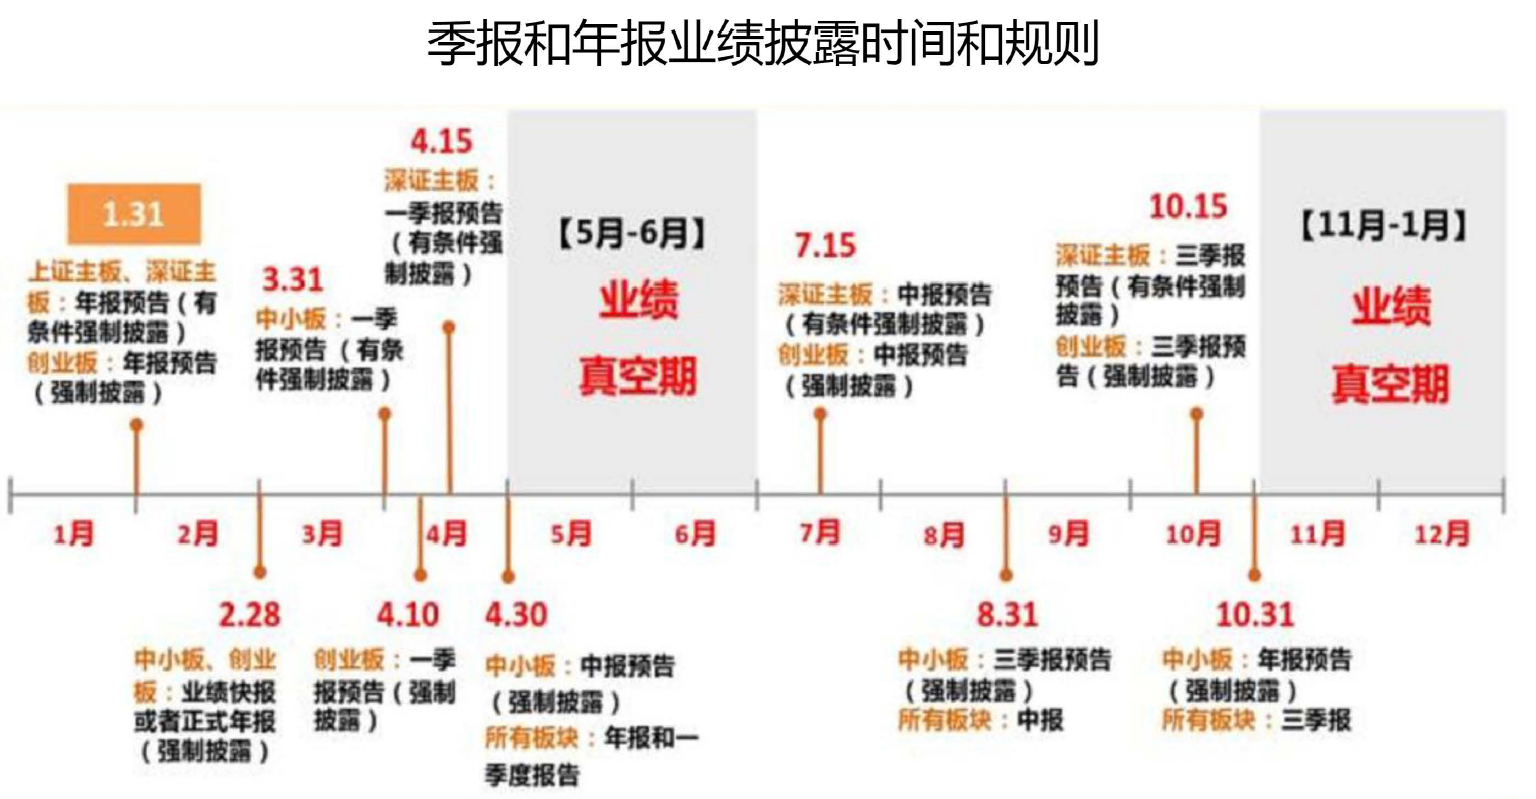 季报和年报业绩披露时间和规则
1.31
上证主板、深证主
板：年报预告（有
条件强制披露）
创业板：年报预告
（强制披露）
3.31
中小板：一季
报预告（有条
件强制披露）
4.15
深证主板：
一季报预告
（有条件强
制披露）
【5月-6月】
业绩
真空期
7.15
深证主板：中报预告
（有条件强制披露）
创业板：中报预告
（强制披露）
10.15
深证主板：三季报
预告（有条件强制
披露）
创业板：三季报预
告（强制披露）
【11月-1月】
业绩
真空期
1月
2月
3月
4月
5月
6月
7月
8月
9月
10月
11月
12月
2.28
中小板、创业
板：业绩快报
或者正式年报
（强制披露）
4.10
创业板：一季
报预告（强制
披露）
4.30
中小板：中报预告
（强制披露）
所有板块：年报和一
季度报告
8.31
中小板：三季报预告
（强制披露）
所有板块：中报
10.31
中小板：年报预告
（强制披露）
所有板块：三季报